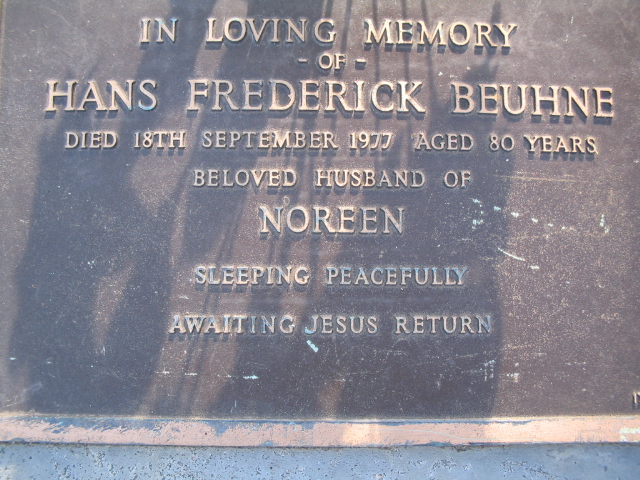 IN LOVING MEMORY
- OF -
HANS FREDERICK BEUHNE
DIED 18TH SEPTEMBER 1977 AGED 80 YEARS
BELOVED HUSBAND OF
NOREEN
SLEEPING PEACEFULLY
AWAITING JESUS RETURN